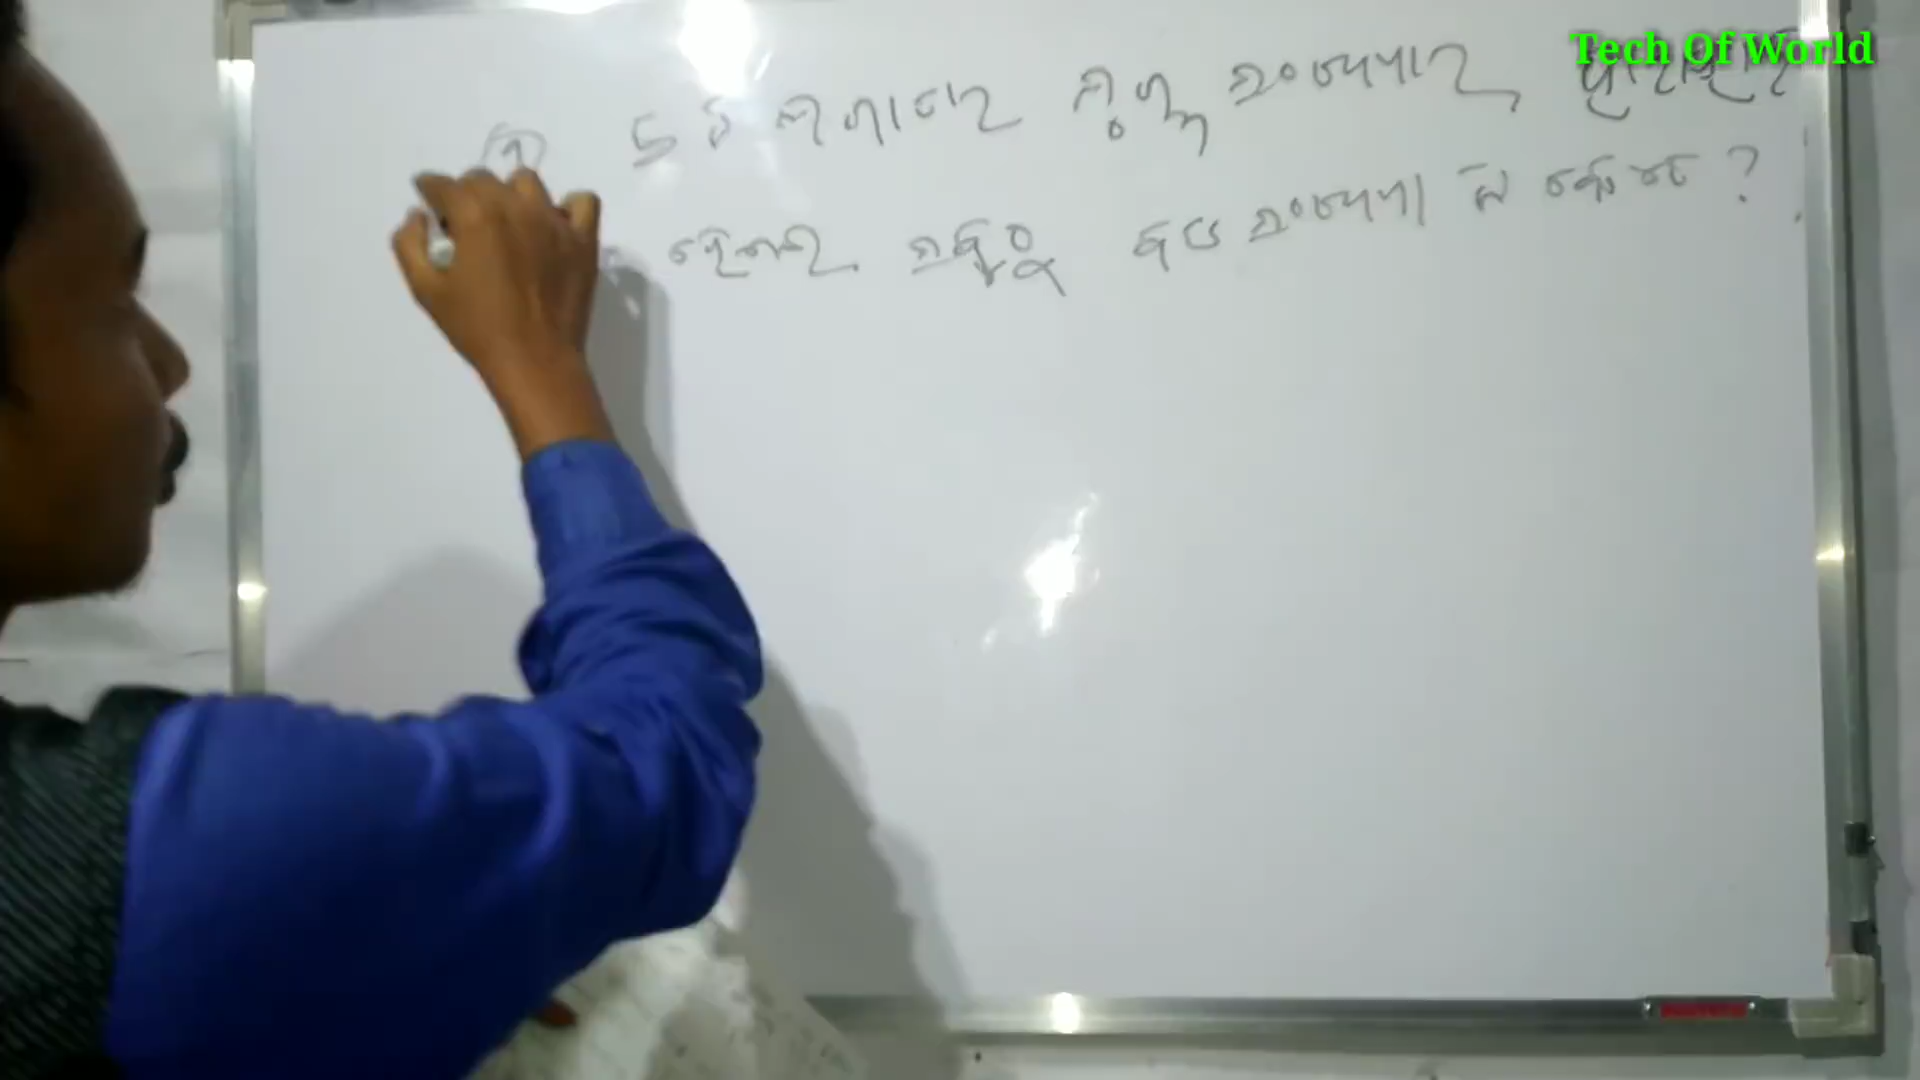 Tech Of World
୫ ଟି କ୍ରମାଗତ ଯୁଗ୍ମ ସଂଖ୍ୟାର
ହେଲେ ସବୁଠୁ ବଡ ସଂଖ୍ୟା ଟି କେତେ ?